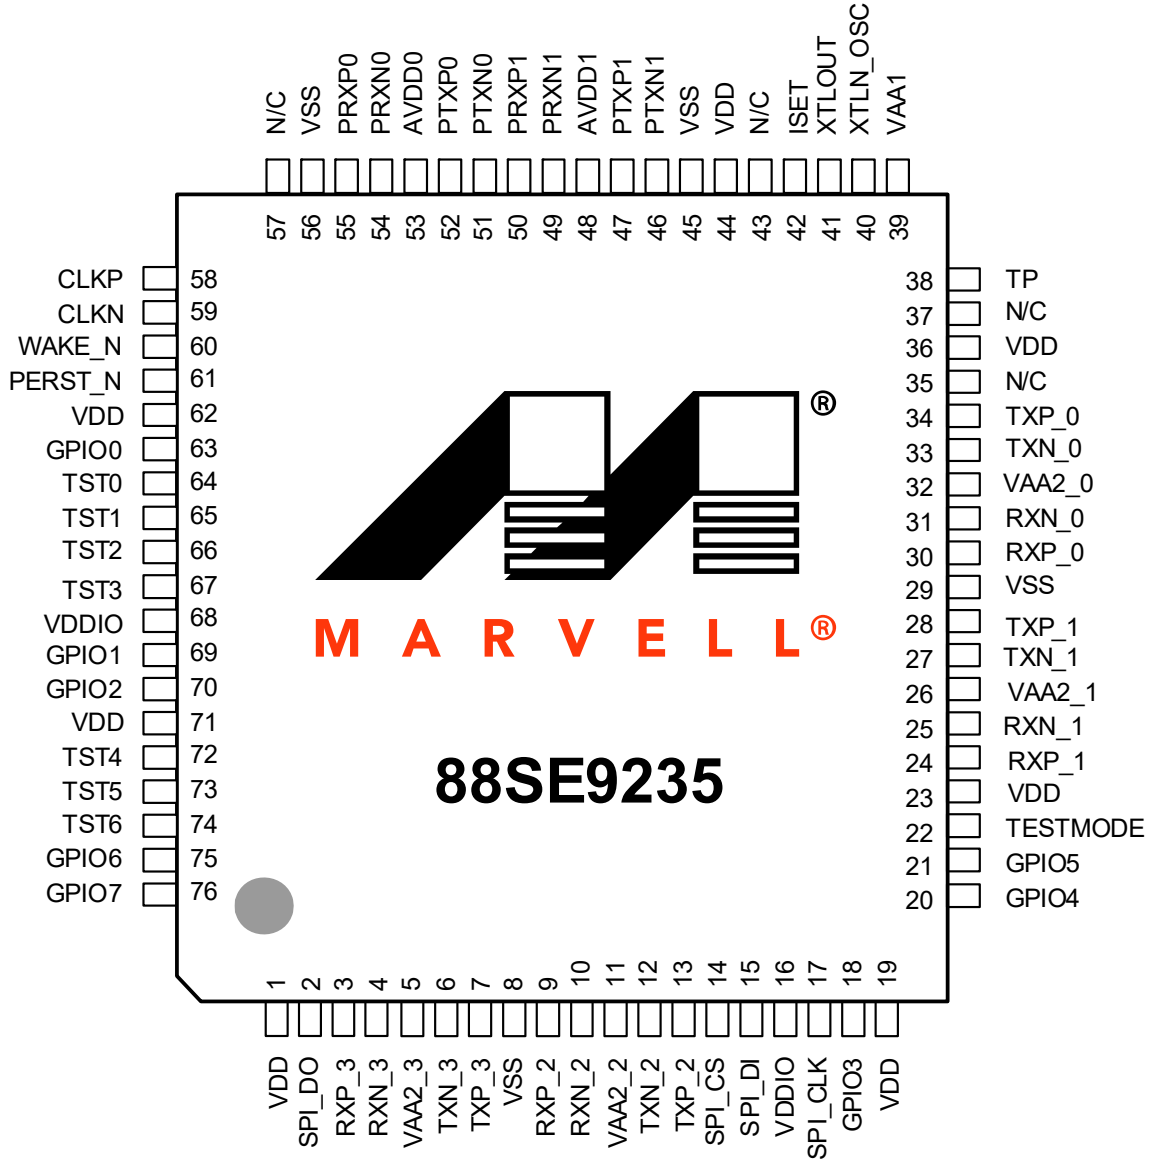 N/C VSS PRXP0 PRXN0 AVDD0 PTXP0 PTXN0 PRXP1 PRXN1 AVDD1 PTXP1 PTXN1 VSS VDD N/C ISET XTLOUT XTLN_OSC VAA1
57 56 55 54 53 52 51 50 49 48 47 46 45 44 43 42 41 40 39
CLKP 58 38 TP
CLKN 59 37 N/C
WAKE_N 60 36 VDD
PERST_N 61 35 N/C
VDD 62 34 TXP_0
GPIO0 63 33 TXN_0
TST0 64 32 VAA2_0
TST1 65 31 RXN_0
TST2 66 30 RXP_0
TST3 67 29 VSS
VDDIO 68 28 TXP_1
GPIO1 69 27 TXN_1
GPIO2 70 26 VAA2_1
VDD 71 25 RXN_1
TST4 72 24 RXP_1
TST5 73 23 VDD
TST6 74 22 TESTMODE
GPIO6 75 21 GPIO5
GPIO7 76 20 GPIO4
®
MARVELL®
88SE9235
1 2 3 4 5 6 7 8 9 10 11 12 13 14 15 16 17 18 19
VDD SPI_DO RXP_3 RXN_3 VAA2_3 TXN_3 TXP_3 VSS RXP_2 RXN_2 VAA2_2 TXN_2 TXP_2 SPI_CS SPI_DI VDDIO SPI_CLK GPIO3 VDD